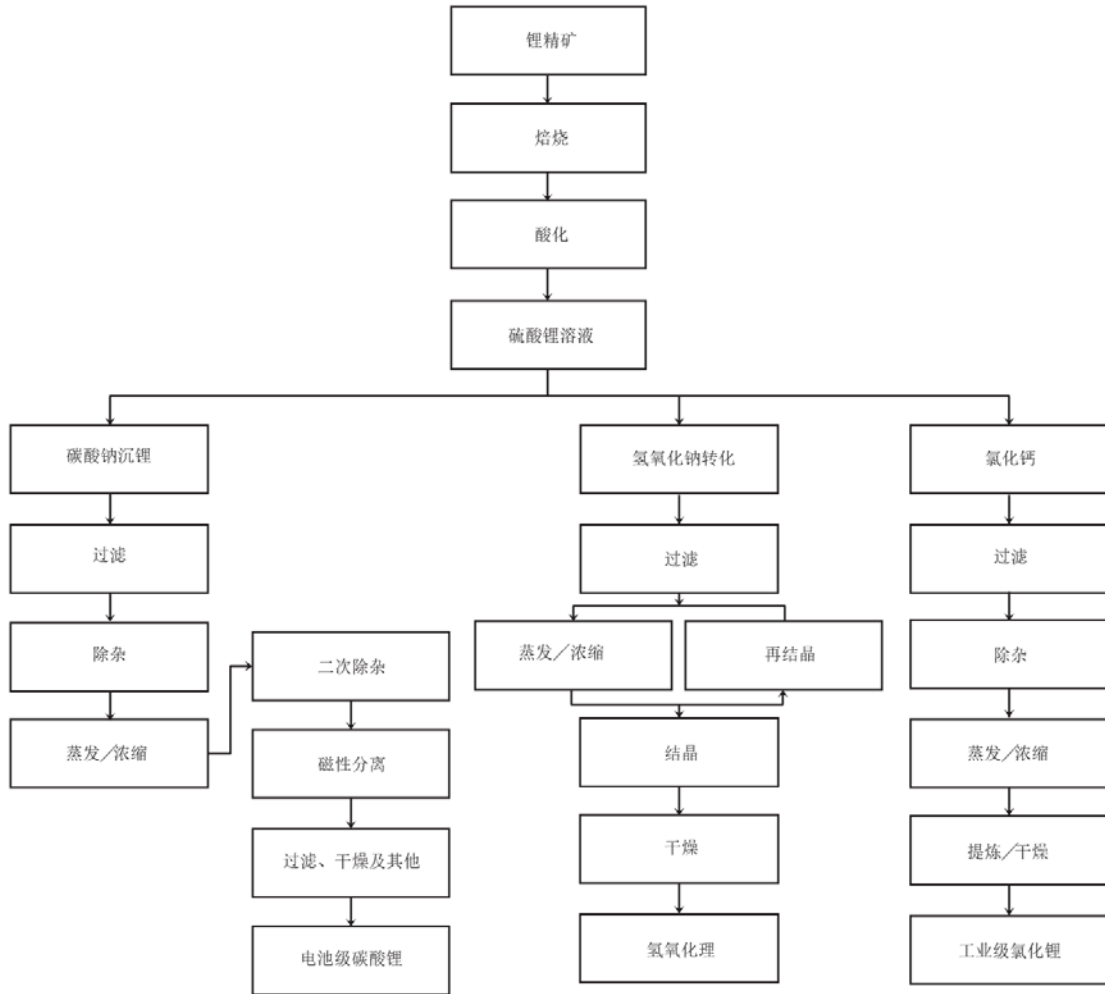 锂精矿
焙烧
酸化
硫酸锂溶液
碳酸钠沉锂
过滤
除杂
蒸发／浓缩
二次除杂
磁性分离
过滤、干燥及其他
电池级碳酸锂
氢氧化钠转化
过滤
蒸发／浓缩
再结晶
结晶
干燥
氢氧化理
氯化钙
过滤
除杂
蒸发／浓缩
提炼／干燥
工业级氯化锂